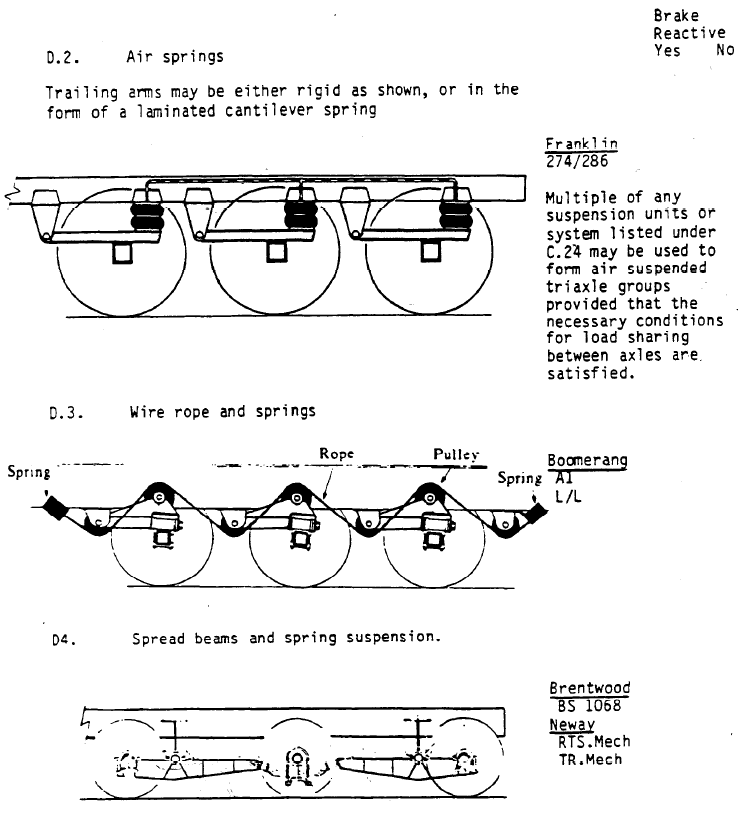 Brake
Reactive
Yes No
D.2. Air springs
Trailing arms may be either rigid as shown, or in the
form of a laminated cantilever spring
Franklin
274/286
Multiple of any
suspension units or
system listed under
C.24 may be used to
form air suspended
triaxle groups
provided that the
necessary conditions
for load sharing
between axles are
satisfied.
D.3. Wire rope and springs
Spring
Rope
Pulley
Spring
Boomerang
A1
L/L
D4. Spread beams and spring suspension.
Brentwood
BS 1068
Neway
RTS.Mech
TR.Mech